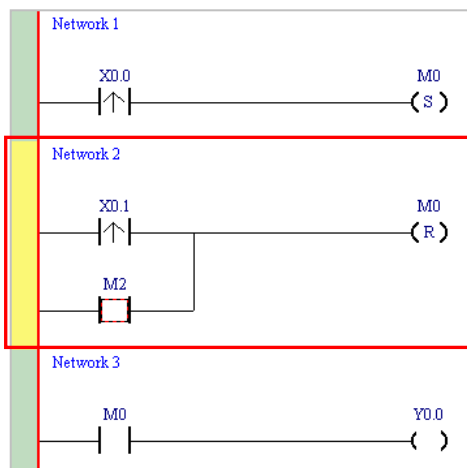 Network 1
X0.0 M0
S
Network 2
X0.1 M0
R
M2
Network 3
M0 Y0.0